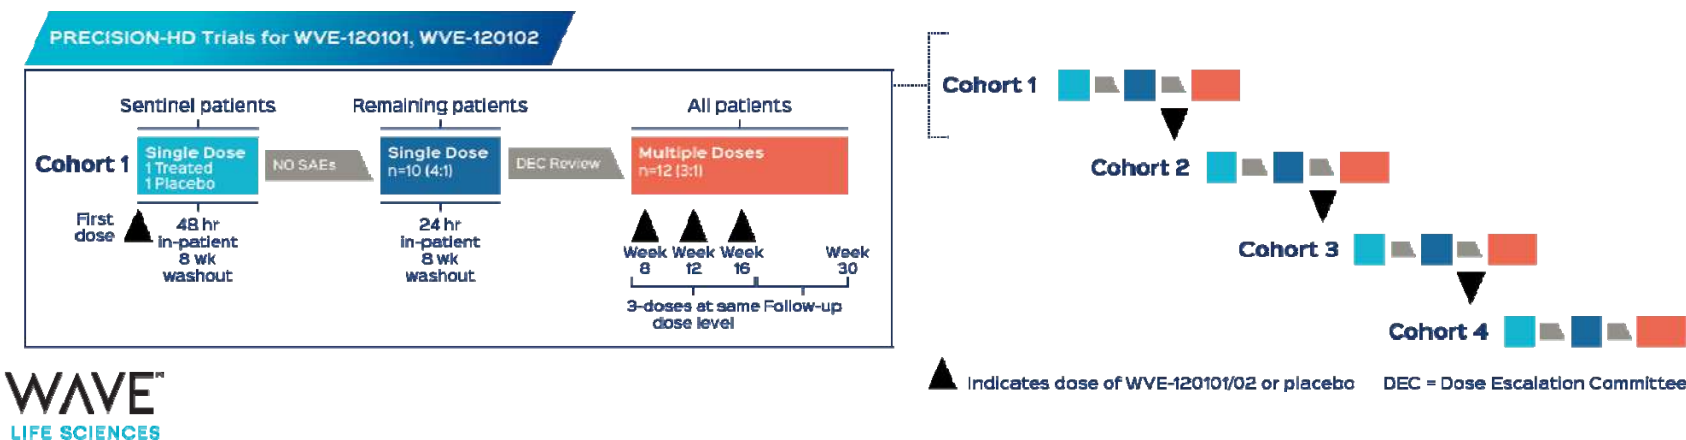 PRECISION-HD Trials for WVE-120101, WVE-120102
Sentinel patients
Remaining patients
All patients
Cohort 1
Single Dose
1 Treated
1 Placebo
NO SAEs
Single Dose
n=10 (4:1)
DEC Review
Multiple Doses
n=12 (3:1)
First
dose
48 hr
in-patient
8 wk
washout
24 hr
in-patient
8 wk
washout
Week
8
Week
12
Week
16
Week
30
3-doses at same
dose level
Follow-up
Cohort 1
Cohort 2
Cohort 3
Cohort 4
Indicates dose of WVE-120101/02 or placebo
DEC = Dose Escalation Committee
WAVE™
LIFE SCIENCES